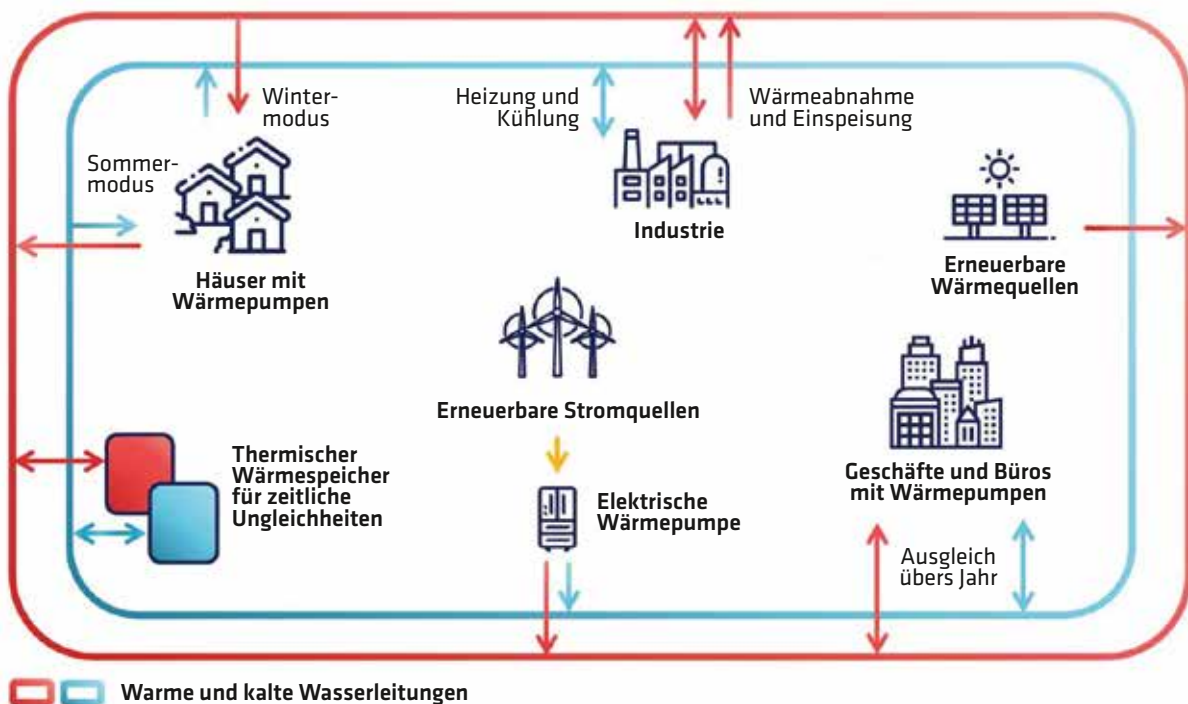 Winter-
modus
Heizung und
Kühlung
Wärmeabnahme
und Einspeisung
Sommer-
modus
Industrie
Häuser mit
Wärmepumpen
Erneuerbare
Wärmequellen
Erneuerbare Stromquellen
Thermischer
Wärmespeicher
für zeitliche
Ungleichheiten
Elektrische
Wärmepumpe
Geschäfte und Büros
mit Wärmepumpen
Ausgleich
übers Jahr
Warme und kalte Wasserleitungen